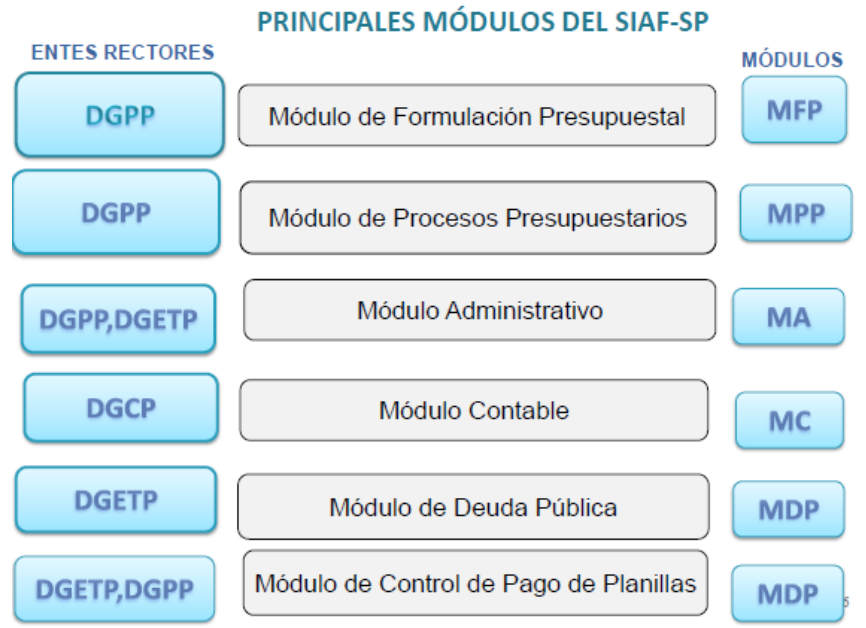 PRINCIPALES MÓDULOS DEL SIAF-SP
ENTES RECTORES
MÓDULOS
DGPP
Módulo de Formulación Presupuestal
MFP
DGPP
Módulo de Procesos Presupuestarios
MPP
DGPP,DGETP
Módulo Administrativo
MA
DGCP
Módulo Contable
MC
DGETP
Módulo de Deuda Pública
MDP
DGETP,DGPP
Módulo de Control de Pago de Planillas
MDP